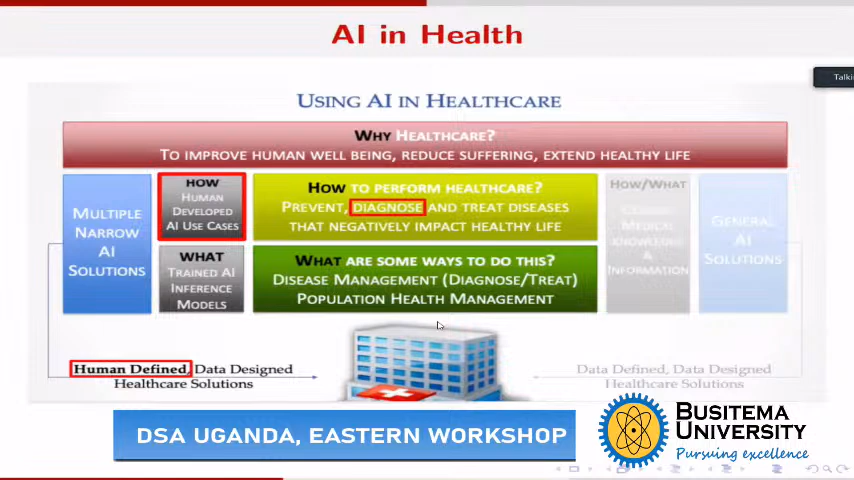 AI in Health
Talki
USING AI IN HEALTHCARE
WHY HEALTHCARE?
TO IMPROVE HUMAN WELL BEING, REDUCE SUFFERING, EXTEND HEALTHY LIFE
MULTIPLE
NARROW
AI
SOLUTIONS
HOW
HUMAN
DEVELOPED
AI USE CASES
HOW TO PERFORM HEALTHCARE?
PREVENT, DIAGNOSE AND TREAT DISEASES
THAT NEGATIVELY IMPACT HEALTHY LIFE
HOW/WHAT
MEDICAL
KNOWLEDGE
&
INFORMATION
GENERAL
AI
SOLUTIONS
WHAT
TRAINED AI
INFERENCE
MODELS
WHAT ARE SOME WAYS TO DO THIS?
DISEASE MANAGEMENT (DIAGNOSE/TREAT)
POPULATION HEALTH MANAGEMENT
Human Defined, Data Designed
Healthcare Solutions
Data Defined, Data Designed
Healthcare Solutions
DSA UGANDA, EASTERN WORKSHOP
BUSITEMA
UNIVERSITY
Pursuing excellence